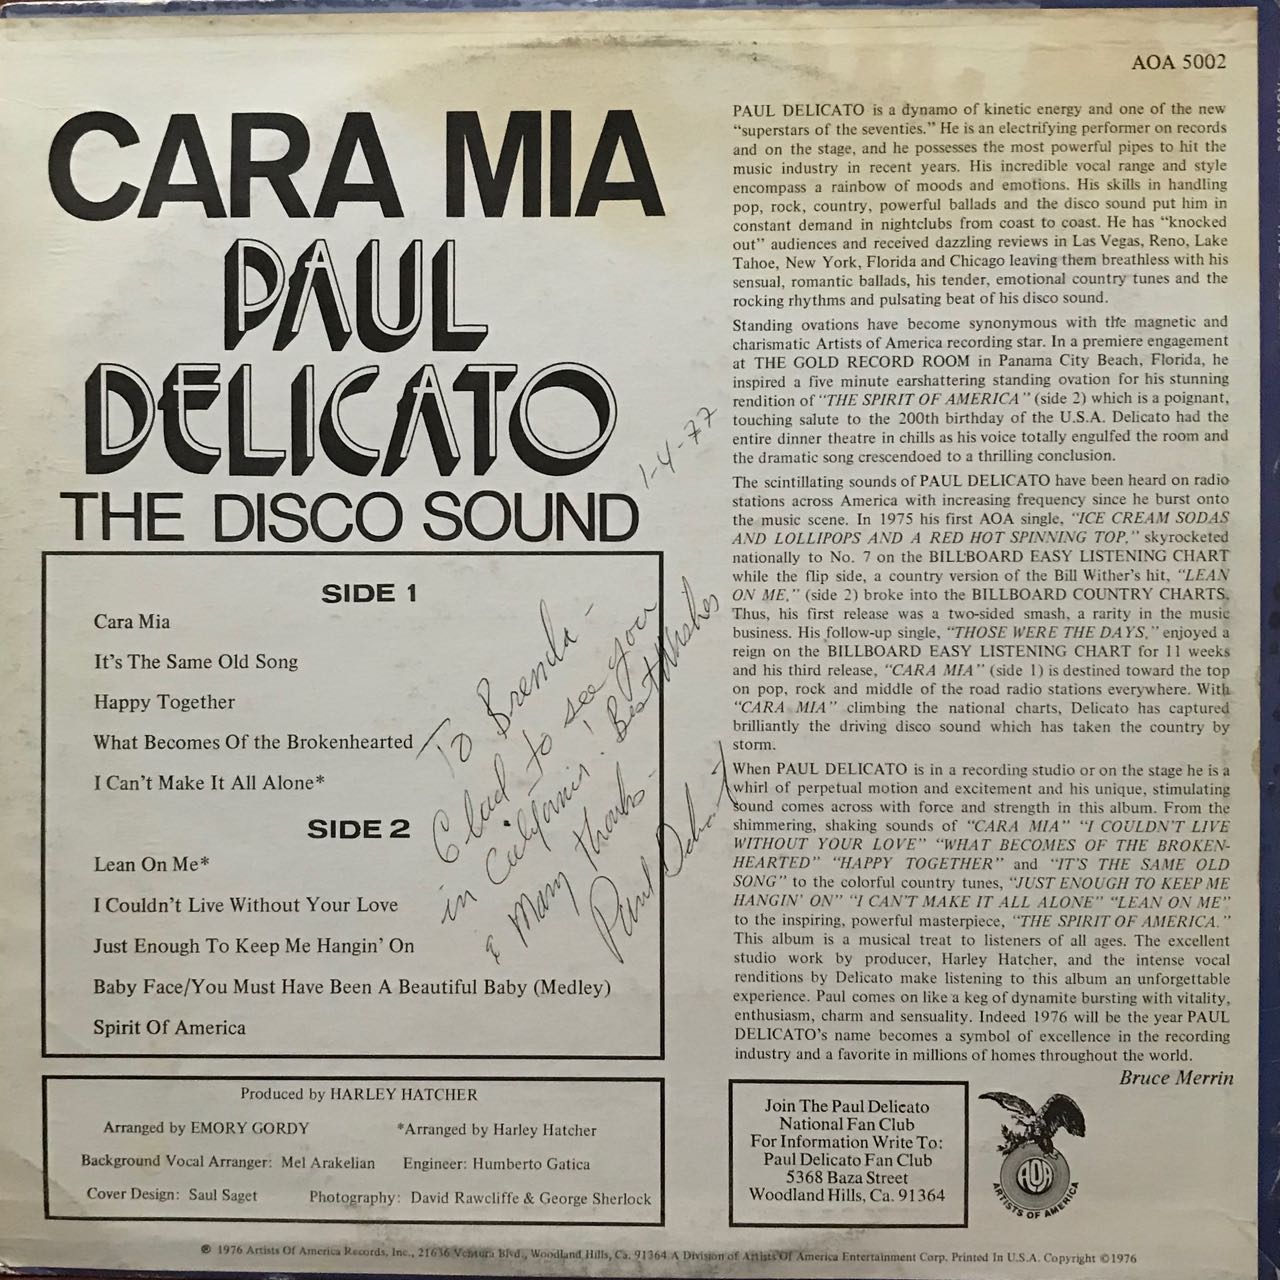 AOA 5002
CARA MIA
PAUL
DELICATO
THE DISCO SOUND
1-4-77
SIDE 1
Cara Mia
It's The Same Old Song
Happy Together
What Becomes Of the Brokenhearted
I Can't Make It All Alone*
SIDE 2
Lean On Me*
I Couldn't Live Without Your Love
Just Enough To Keep Me Hangin' On
Baby Face/You Must Have Been A Beautiful Baby (Medley)
Spirit Of America
To Brenda -
Glad to see you
in California! Best Wishes
& Many thanks -
Paul Delicato
Produced by HARLEY HATCHER
Arranged by EMORY GORDY *Arranged by Harley Hatcher
Background Vocal Arranger: Mel Arakelian Engineer: Humberto Gatica
Cover Design: Saul Saget Photography: David Rawcliffe & George Sherlock
PAUL DELICATO is a dynamo of kinetic energy and one of the new
"superstars of the seventies." He is an electrifying performer on records
and on the stage, and he possesses the most powerful pipes to hit the
music industry in recent years. His incredible vocal range and style
encompass a rainbow of moods and emotions. His skills in handling
pop, rock, country, powerful ballads and the disco sound put him in
constant demand in nightclubs from coast to coast. He has "knocked
out" audiences and received dazzling reviews in Las Vegas, Reno, Lake
Tahoe, New York, Florida and Chicago leaving them breathless with his
sensual, romantic ballads, his tender, emotional country tunes and the
rocking rhythms and pulsating beat of his disco sound.
Standing ovations have become synonymous with the magnetic and
charismatic Artists of America recording star. In a premiere engagement
at THE GOLD RECORD ROOM in Panama City Beach, Florida, he
inspired a five minute earshattering standing ovation for his stunning
rendition of "THE SPIRIT OF AMERICA" (side 2) which is a poignant,
touching salute to the 200th birthday of the U.S.A. Delicato had the
entire dinner theatre in chills as his voice totally engulfed the room and
the dramatic song crescendoed to a thrilling conclusion.
The scintillating sounds of PAUL DELICATO have been heard on radio
stations across America with increasing frequency since he burst onto
the music scene. In 1975 his first AOA single, "ICE CREAM SODAS
AND LOLLIPOPS AND A RED HOT SPINNING TOP," skyrocketed
nationally to No. 7 on the BILLBOARD EASY LISTENING CHART
while the flip side, a country version of the Bill Wither's hit, "LEAN
ON ME," (side 2) broke into the BILLBOARD COUNTRY CHARTS.
Thus, his first release was a two-sided smash, a rarity in the music
business. His follow-up single, "THOSE WERE THE DAYS," enjoyed a
reign on the BILLBOARD EASY LISTENING CHART for 11 weeks
and his third release, "CARA MIA" (side 1) is destined toward the top
on pop, rock and middle of the road radio stations everywhere. With
"CARA MIA" climbing the national charts, Delicato has captured
brilliantly the driving disco sound which has taken the country by
storm.
When PAUL DELICATO is in a recording studio or on the stage he is a
whirl of perpetual motion and excitement and his unique, stimulating
sound comes across with force and strength in this album. From the
shimmering, shaking sounds of "CARA MIA" "I COULDN'T LIVE
WITHOUT YOUR LOVE" "WHAT BECOMES OF THE BROKEN-
HEARTED" "HAPPY TOGETHER" and "IT'S THE SAME OLD
SONG" to the colorful country tunes, "JUST ENOUGH TO KEEP ME
HANGIN' ON" "I CAN'T MAKE IT ALL ALONE" "LEAN ON ME"
to the inspiring, powerful masterpiece, "THE SPIRIT OF AMERICA."
This album is a musical treat to listeners of all ages. The excellent
studio work by producer, Harley Hatcher, and the intense vocal
renditions by Delicato make listening to this album an unforgettable
experience. Paul comes on like a keg of dynamite bursting with vitality,
enthusiasm, charm and sensuality. Indeed 1976 will be the year PAUL
DELICATO's name becomes a symbol of excellence in the recording
industry and a favorite in millions of homes throughout the world.
Bruce Merrin
Join The Paul Delicato
National Fan Club
For Information Write To:
Paul Delicato Fan Club
5368 Baza Street
Woodland Hills, Ca. 91364
AOA
ARTISTS OF AMERICA
℗ 1976 Artists Of America Records, Inc., 21636 Ventura Blvd., Woodland Hills, Ca. 91364 A Division of Artists Of America Entertainment Corp. Printed In U.S.A. Copyright ©1976